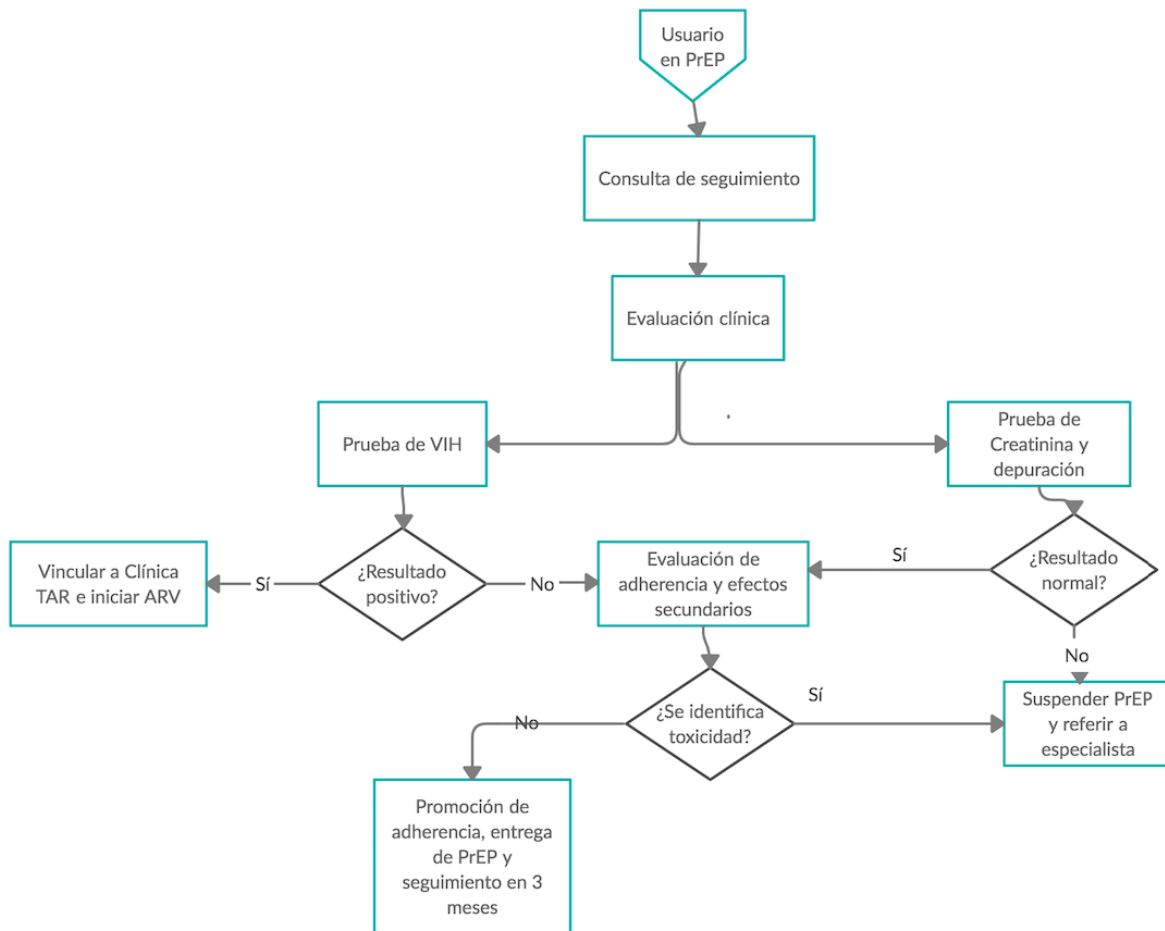 Usuario
en PrEP
Consulta de seguimiento
Evaluación clínica
Prueba de VIH
Prueba de
Creatinina y
depuración
Vincular a Clínica
TAR e iniciar ARV
Sí
¿Resultado
positivo?
No
Evaluación de
adherencia y efectos
secundarios
Sí
¿Resultado
normal?
No
¿Se identifica
toxicidad?
Sí
Suspender PrEP
y referir a
especialista
No
Promoción de
adherencia, entrega
de PrEP y
seguimiento en 3
meses